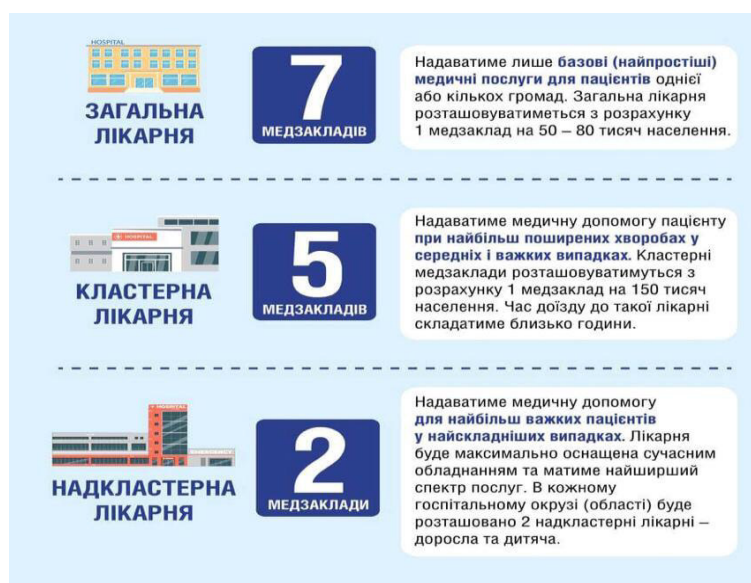 HOSPITAL
ЗАГАЛЬНА
ЛІКАРНЯ
7
МЕДЗАКЛАДІВ
Надаватиме лише базові (найпростіші)
медичні послуги для пацієнтів однієї
або кількох громад. Загальна лікарня
розташовуватиметься з розрахунку
1 медзаклад на 50 – 80 тисяч населення.
HOSPITAL
КЛАСТЕРНА
ЛІКАРНЯ
5
МЕДЗАКЛАДІВ
Надаватиме медичну допомогу пацієнту
при найбільш поширених хворобах у
середніх і важких випадках. Кластерні
медзаклади розташовуватимуться з
розрахунку 1 медзаклад на 150 тисяч
населення. Час доїзду до такої лікарні
складатиме близько години.
HOSPITAL
EMERGENCY
НАДКЛАСТЕРНА
ЛІКАРНЯ
2
МЕДЗАКЛАДИ
Надаватиме медичну допомогу
для найбільш важких пацієнтів
у найскладніших випадках. Лікарня
буде максимально оснащена сучасним
обладнанням та матиме найширший
спектр послуг. В кожному
госпітальному окрузі (області) буде
розташовано 2 надкластерні лікарні –
доросла та дитяча.